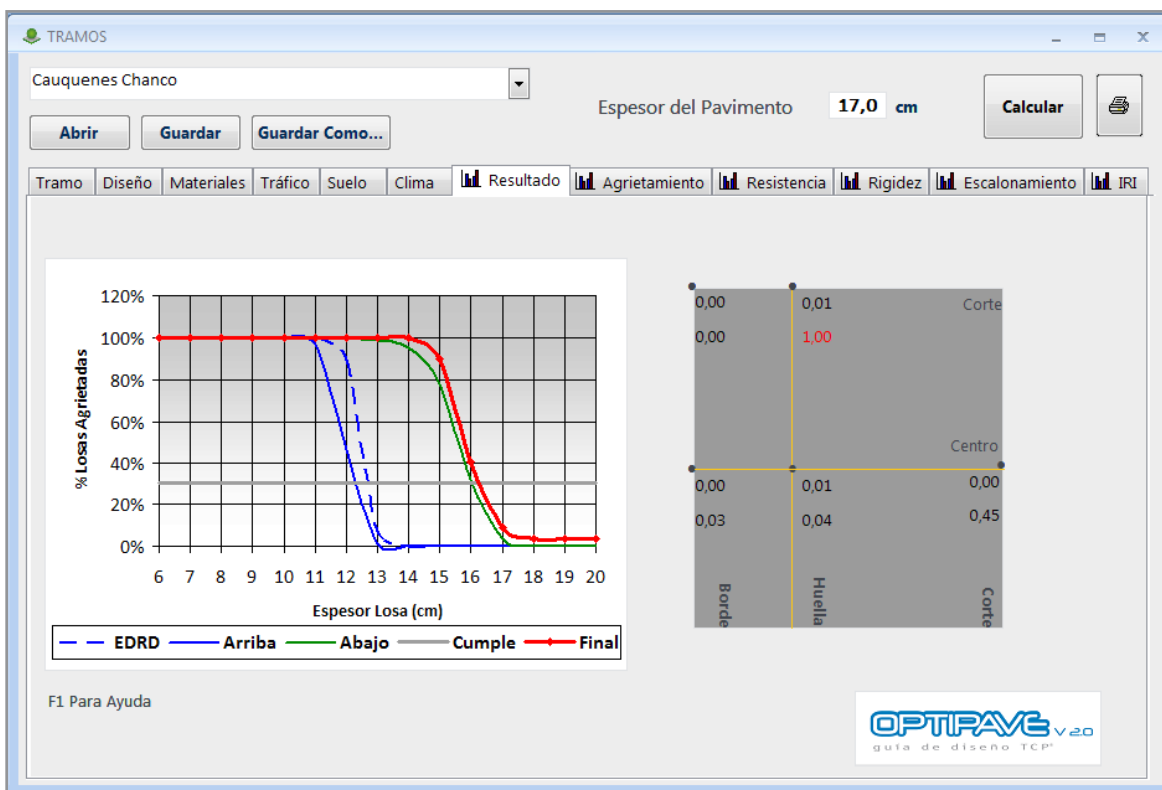 TRAMOS
Cauquenes Chanco
Espesor del Pavimento 17,0 cm
Calcular
Abrir Guardar Guardar Como...
Tramo Diseño Materiales Tráfico Suelo Clima Resultado Agrietamiento Resistencia Rigidez Escalonamiento IRI
120%
100%
80%
60%
40%
20%
0%
% Losas Agrietadas
6 7 8 9 10 11 12 13 14 15 16 17 18 19 20
Espesor Losa (cm)
EDRD Arriba Abajo Cumple Final
0,00 0,01 Corte
0,00 1,00
Centro
0,00 0,01 0,00
0,03 0,04 0,45
Borde
Huella
Corte
F1 Para Ayuda
OPTIPAVE V 2.0
guía de diseño TCP®